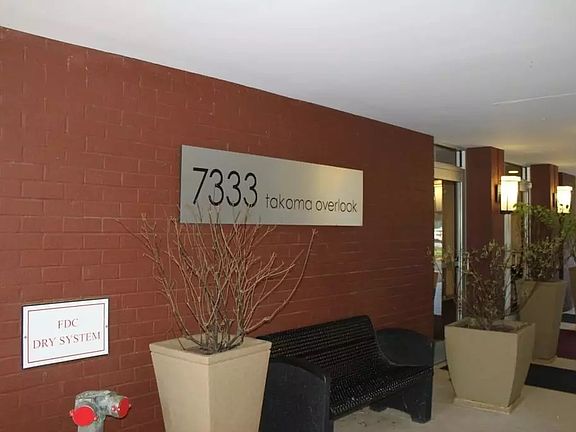 7333 takoma overlook
FDC
DRY SYSTEM